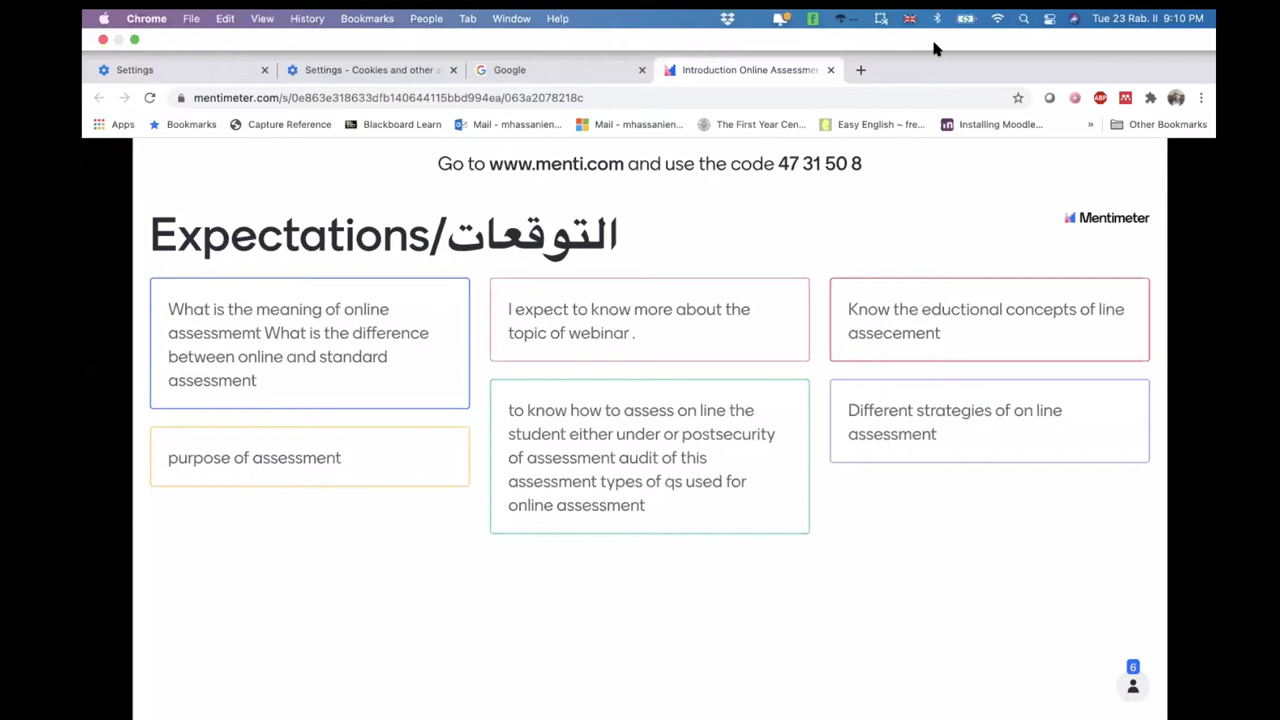 Chrome File Edit View History Bookmarks People Tab Window Help Tue 23 Rab. II 9:10 PM
Settings
Settings - Cookies and other s
Google
Introduction Online Assessmer
mentimeter.com/s/0e863e318633dfb140644115bbd994ea/063a2078218c
ABP
Apps Bookmarks Capture Reference Blackboard Learn Mail - mhassanien... Mail - mhassanien... The First Year Cen... Easy English ~ fre... Installing Moodle... » Other Bookmarks
Go to www.menti.com and use the code 47 31 50 8
Expectations/التوقعات
Mentimeter
What is the meaning of online
assessmemt What is the difference
between online and standard
assessment
purpose of assessment
I expect to know more about the
topic of webinar .
to know how to assess on line the
student either under or postsecurity
of assessment audit of this
assessment types of qs used for
online assessment
Know the eductional concepts of line
assecement
Different strategies of on line
assessment
6